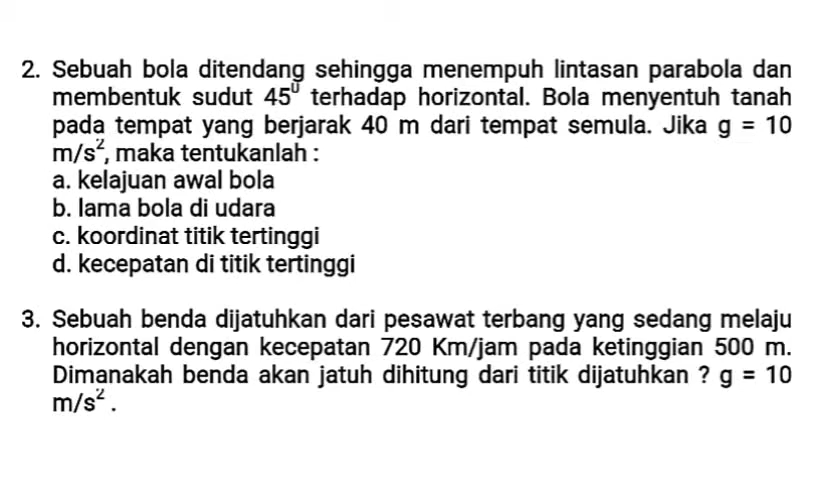 2. Sebuah bola ditendang sehingga menempuh lintasan parabola dan
membentuk sudut 45⁰ terhadap horizontal. Bola menyentuh tanah
pada tempat yang berjarak 40 m dari tempat semula. Jika g = 10
m/s², maka tentukanlah :
a. kelajuan awal bola
b. lama bola di udara
c. koordinat titik tertinggi
d. kecepatan di titik tertinggi
3. Sebuah benda dijatuhkan dari pesawat terbang yang sedang melaju
horizontal dengan kecepatan 720 Km/jam pada ketinggian 500 m.
Dimanakah benda akan jatuh dihitung dari titik dijatuhkan ? g = 10
m/s² .